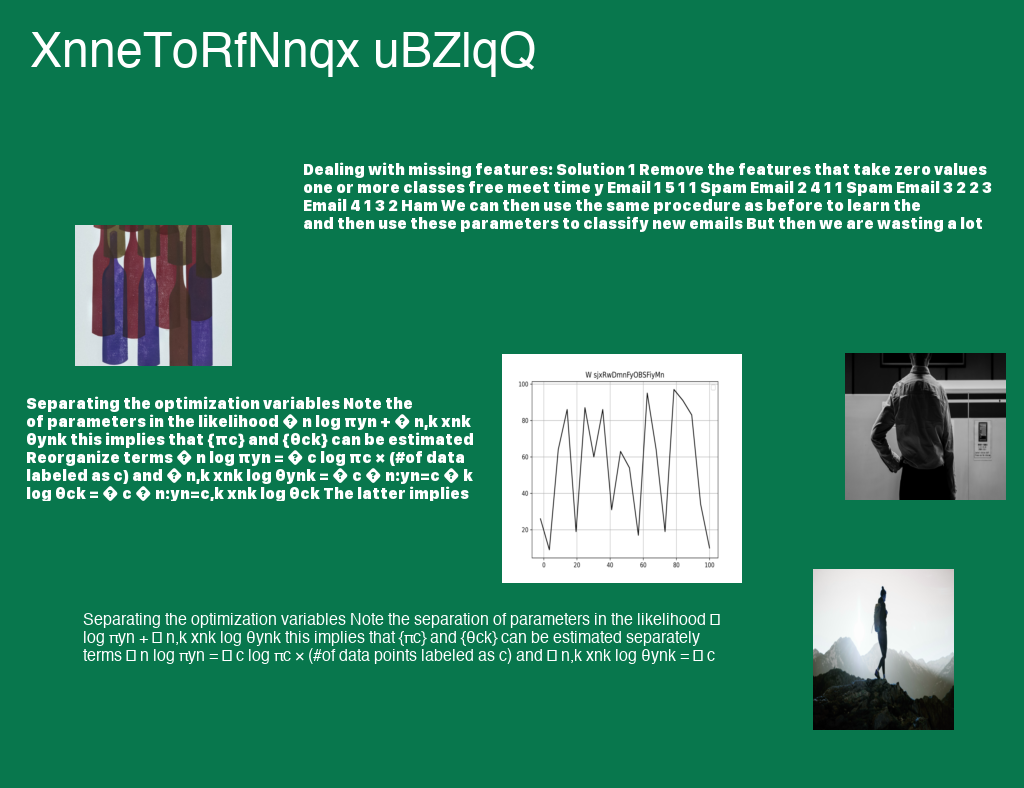 XnneToRfNnqx uBZlqQ
Dealing with missing features: Solution 1 Remove the features that take zero values
one or more classes free meet time y Email 1 5 1 1 Spam Email 2 4 1 1 Spam Email 3 2 2 3
Email 4 1 3 2 Ham We can then use the same procedure as before to learn the
and then use these parameters to classify new emails But then we are wasting a lot
Separating the optimization variables Note the
of parameters in the likelihood � n log πyn + � n,k xnk
θynk this implies that {πc} and {θck} can be estimated
Reorganize terms � n log πyn = � c log πc × (#of data
labeled as c) and � n,k xnk log θynk = � c � n:yn=c � k
log θck = � c � n:yn=c,k xnk log θck The latter implies
W sjxRwDmnFyOBSFiyMn
100
80
60
40
20
0 20 40 60 80 100
Separating the optimization variables Note the separation of parameters in the likelihood �
log πyn + � n,k xnk log θynk this implies that {πc} and {θck} can be estimated separately
terms � n log πyn = � c log πc × (#of data points labeled as c) and � n,k xnk log θynk = � c